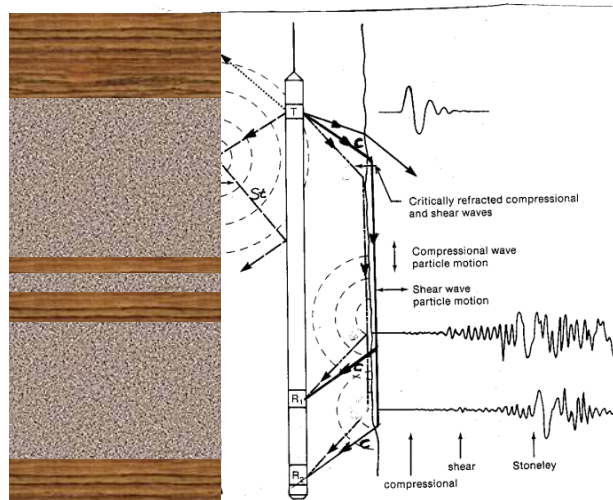 T
C
St
Critically refracted compressional
and shear waves
Compressional wave
particle motion
Shear wave
particle motion
C
R₁
C
shear
Stoneley
compressional